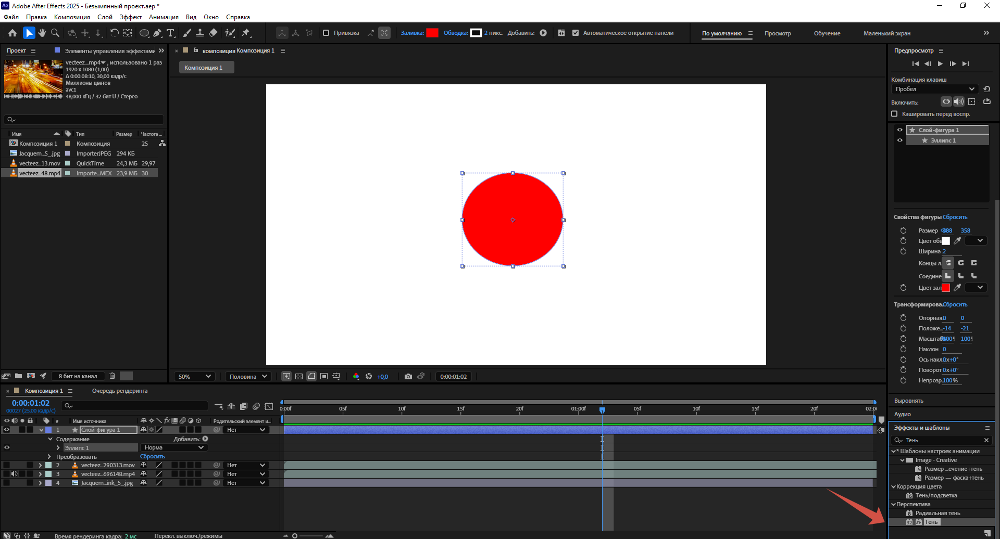 Ae Adobe After Effects 2025 - Безымянный проект.aep *
Файл Правка Композиция Слой Эффект Анимация Вид Окно Справка
Привязка Заливка: Обводка: 2 пикс. Добавить: Автоматическое открытие панели По умолчанию Просмотр Обучение Маленький экран
Проект Элементы управления эффектами
vecteez....mp4 , использовано 1 раз
1920 x 1080 (1,00)
Δ 0:00:08:10, 30,00 кадр/с
Миллионы цветов
avc1
48,000 кГц / 32 бит U / Стерео
Имя Тип Размер Частота ...
Композиция 1 Композиция 25
Jacquem...5_.jpg ImporterJPEG 294 КБ
vecteez...13.mov QuickTime 24,3 МБ 29,97
vecteez...48.mp4 Importe...MEX 23,9 МБ 30
8 бит на канал
композиция Композиция 1
Композиция 1
50% Половина +0,0 0:00:01:02
Предпросмотр
Комбинация клавиш
Пробел
Включить:
Кэшировать перед воспр.
Слой-фигура 1
Эллипс 1
Свойства фигуры Сбросить
Размер 388 358
Цвет обв
Ширина 2
Концы л
Соедине
Цвет зал
Трансформирова... Сбросить
Опорная 0 0
Положе... -14 -21
Масштаб 100% 100%
Наклон 0
Ось накл. 0x+0°
Поворот 0x+0°
Непрозр. 100%
Выровнять
Аудио
Эффекты и шаблоны
Тень
* Шаблоны настроек анимации
Image - Creative
Размер ...ечение+тень
Размер — фаска+тень
Коррекция цвета
16 Тень/подсветка
Перспектива
8 Радиальная тень
32 Тень
Композиция 1 Очередь рендеринга
0:00:01:02
00027 (25.00 кадр/с)
0:00f 05f 10f 15f 20f 01:00f 05f 10f 15f 20f 02:0
# Имя источника fx Родительский элемент и...
1 Слой-фигура 1 Нет
Содержание Добавить:
Эллипс 1 Норма
Преобразовать Сбросить
2 vecteez...290313.mov Нет
3 vecteez...696148.mp4 Нет
4 Jacquem...ink_5_.jpg Нет
Время рендеринга кадра: 2 мс Перекл. выключ./режимы